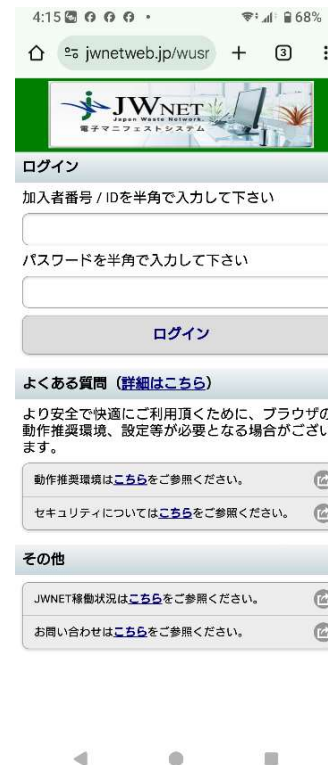 4:15
68%
jwnetweb.jp/wusr
3
JWNET
Japan Waste Network
電子マニフェストシステム
ログイン
加入者番号 / IDを半角で入力して下さい
パスワードを半角で入力して下さい
ログイン
よくある質問（詳細はこちら）
より安全で快適にご利用頂くために、ブラウザの
動作推奨環境、設定等が必要となる場合がござい
ます。
動作推奨環境はこちらをご参照ください。
セキュリティについてはこちらをご参照ください。
その他
JWNET稼働状況はこちらをご参照ください。
お問い合わせはこちらをご参照ください。